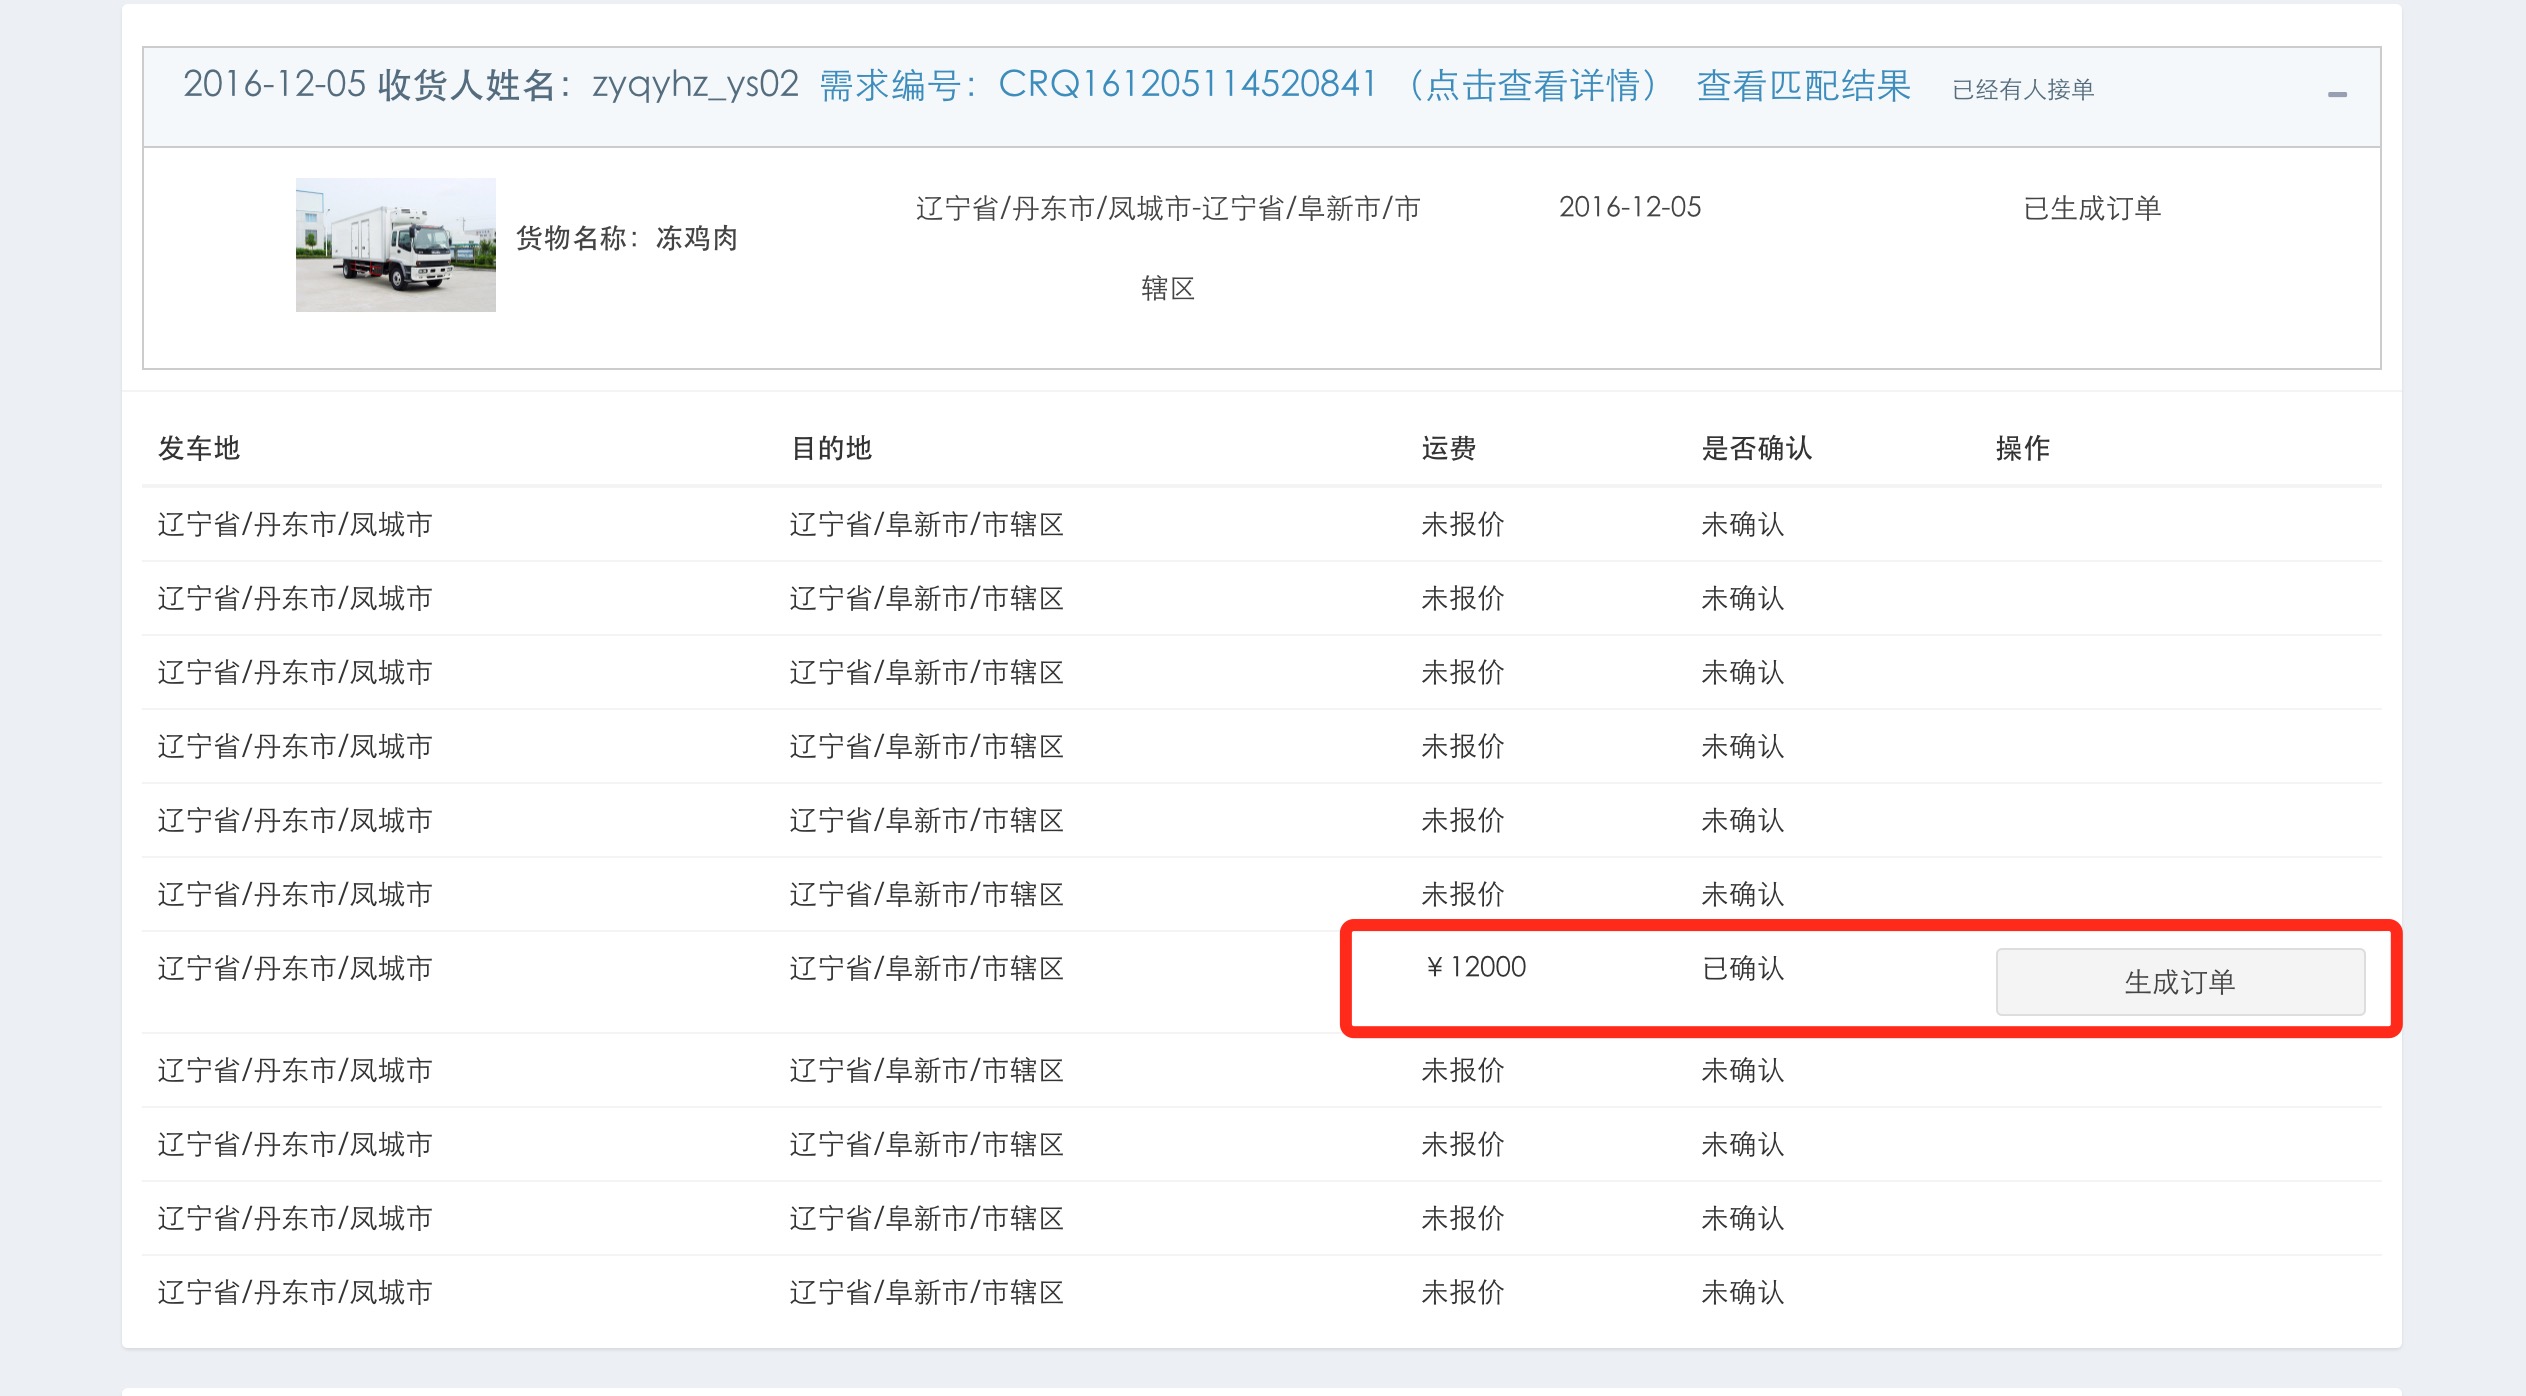 2016-12-05 收货人姓名：zyqyhz_ys02 需求编号：CRQ161205114520841 （点击查看详情） 查看匹配结果 已经有人接单
货物名称：冻鸡肉
辽宁省/丹东市/凤城市-辽宁省/阜新市/市
辖区
2016-12-05
已生成订单
发车地 目的地 运费 是否确认 操作
辽宁省/丹东市/凤城市 辽宁省/阜新市/市辖区 未报价 未确认
辽宁省/丹东市/凤城市 辽宁省/阜新市/市辖区 未报价 未确认
辽宁省/丹东市/凤城市 辽宁省/阜新市/市辖区 未报价 未确认
辽宁省/丹东市/凤城市 辽宁省/阜新市/市辖区 未报价 未确认
辽宁省/丹东市/凤城市 辽宁省/阜新市/市辖区 未报价 未确认
辽宁省/丹东市/凤城市 辽宁省/阜新市/市辖区 未报价 未确认
辽宁省/丹东市/凤城市 辽宁省/阜新市/市辖区 ￥12000 已确认 生成订单
辽宁省/丹东市/凤城市 辽宁省/阜新市/市辖区 未报价 未确认
辽宁省/丹东市/凤城市 辽宁省/阜新市/市辖区 未报价 未确认
辽宁省/丹东市/凤城市 辽宁省/阜新市/市辖区 未报价 未确认
辽宁省/丹东市/凤城市 辽宁省/阜新市/市辖区 未报价 未确认